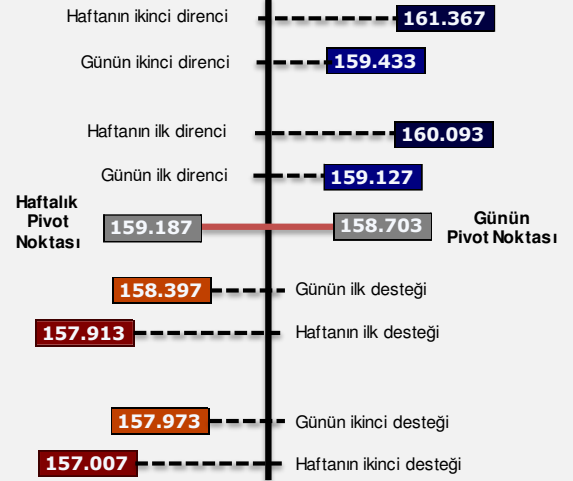 Haftanın ikinci direnci 161.367
Günün ikinci direnci 159.433
Haftanın ilk direnci 160.093
Günün ilk direnci 159.127
Haftalık
Pivot
Noktası
159.187 158.703
Günün
Pivot Noktası
158.397 Günün ilk desteği
157.913 Haftanın ilk desteği
157.973 Günün ikinci desteği
157.007 Haftanın ikinci desteği